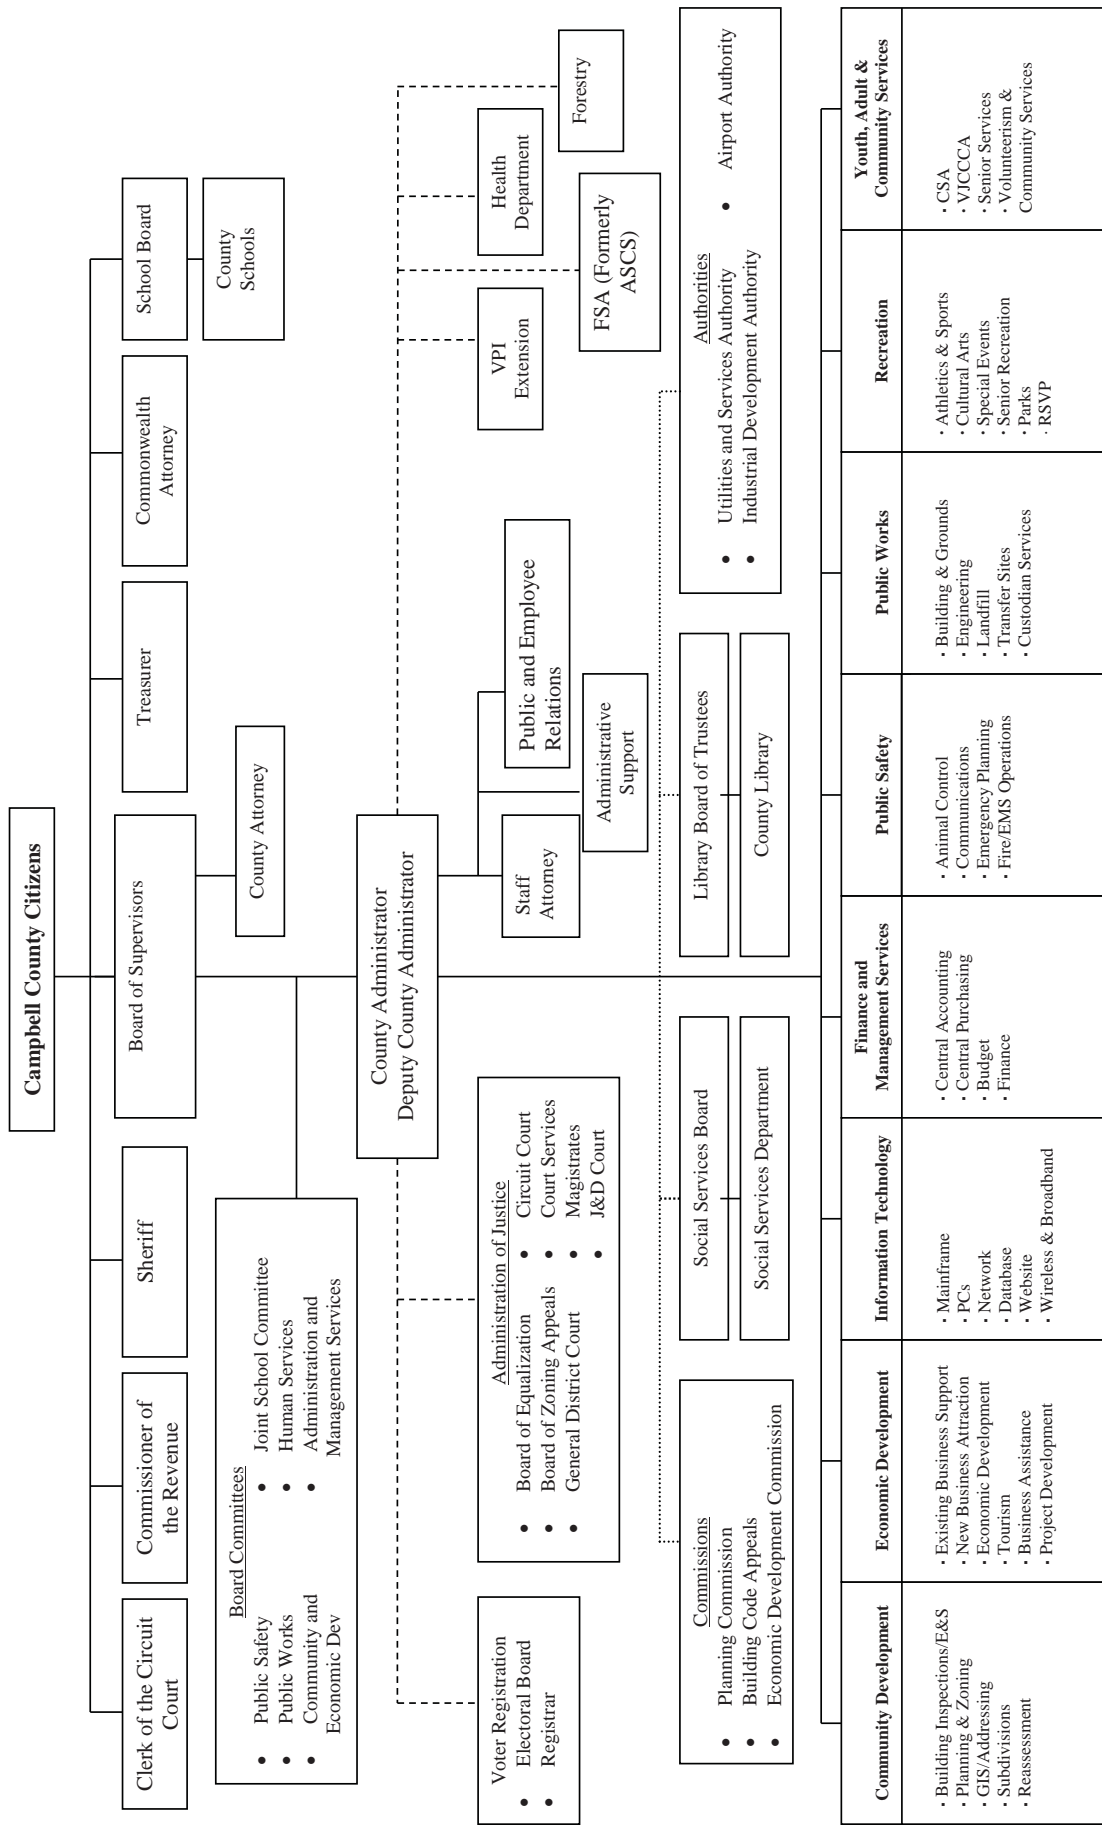 Campbell County Citizens
Clerk of the Circuit
Court
Commissioner of
the Revenue
Sheriff
Board of Supervisors
Treasurer
Commonwealth
Attorney
School Board
County
Schools
County Attorney
Board Committees
• Public Safety
• Public Works
• Community and
Economic Dev
• Joint School Committee
• Human Services
• Administration and
Management Services
County Administrator
Deputy County Administrator
Voter Registration
• Electoral Board
• Registrar
Administration of Justice
• Board of Equalization
• Board of Zoning Appeals
• General District Court
• Circuit Court
• Court Services
• Magistrates
• J&D Court
Staff
Attorney
Public and Employee
Relations
Administrative
Support
VPI
Extension
FSA (Formerly
ASCS)
Health
Department
Forestry
Commissions
• Planning Commission
• Building Code Appeals
• Economic Development Commission
Social Services Board
Social Services Department
Library Board of Trustees
County Library
Authorities
• Utilities and Services Authority
• Industrial Development Authority
• Airport Authority
Community Development
· Building Inspections/E&S
· Planning & Zoning
· GIS/Addressing
· Subdivisions
· Reassessment
Economic Development
· Existing Business Support
· New Business Attraction
· Economic Development
· Tourism
· Business Assistance
· Project Development
Information Technology
· Mainframe
· PCs
· Network
· Database
· Website
· Wireless & Broadband
Finance and
Management Services
· Central Accounting
· Central Purchasing
· Budget
· Finance
Public Safety
· Animal Control
· Communications
· Emergency Planning
· Fire/EMS Operations
Public Works
· Building & Grounds
· Engineering
· Landfill
· Transfer Sites
· Custodian Services
Recreation
· Athletics & Sports
· Cultural Arts
· Special Events
· Senior Recreation
· Parks
· RSVP
Youth, Adult &
Community Services
· CSA
· VJCCCA
· Senior Services
· Volunteerism &
Community Services